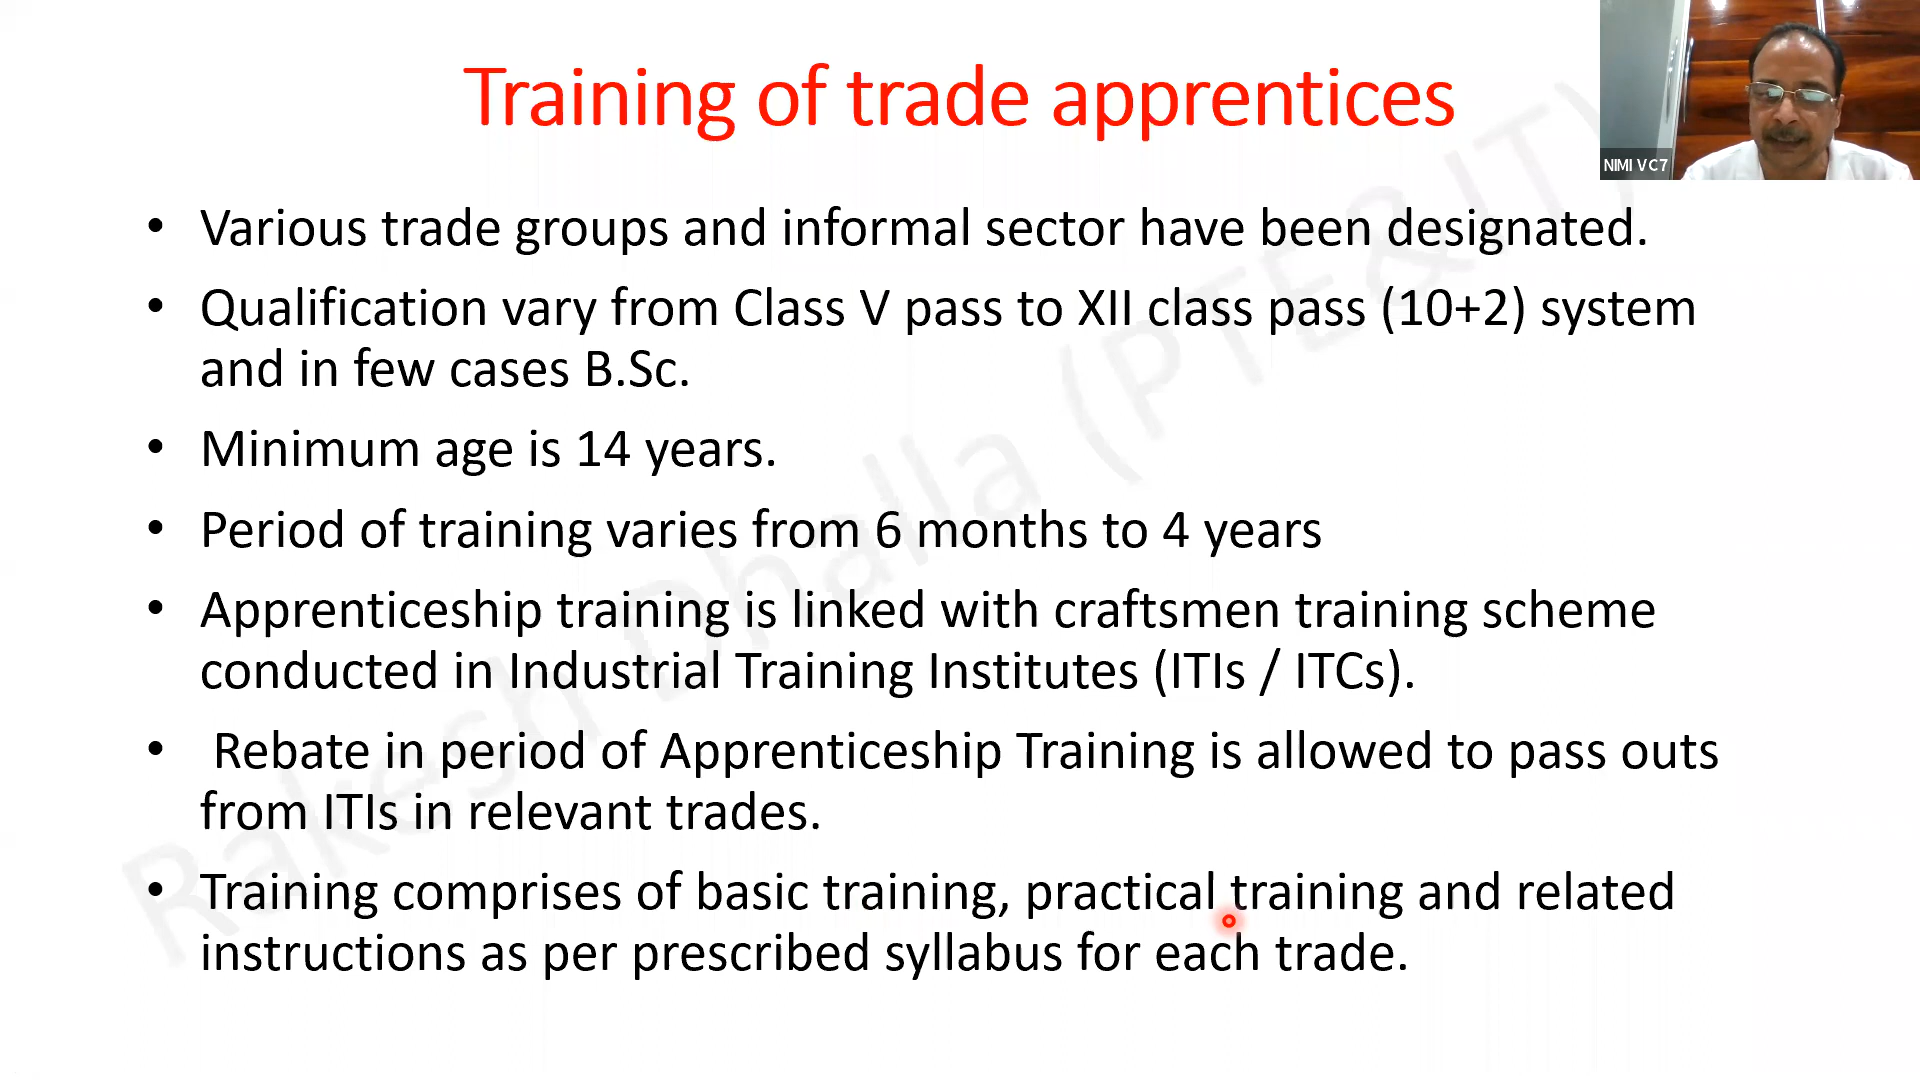 Training of trade apprentices
NIMI VC7
• Various trade groups and informal sector have been designated.
• Qualification vary from Class V pass to XII class pass (10+2) system
and in few cases B.Sc.
• Minimum age is 14 years.
• Period of training varies from 6 months to 4 years
• Apprenticeship training is linked with craftsmen training scheme
conducted in Industrial Training Institutes (ITIs / ITCs).
• Rebate in period of Apprenticeship Training is allowed to pass outs
from ITIs in relevant trades.
• Training comprises of basic training, practical training and related
instructions as per prescribed syllabus for each trade.
Rakesh Dhalla (PTE&IT)